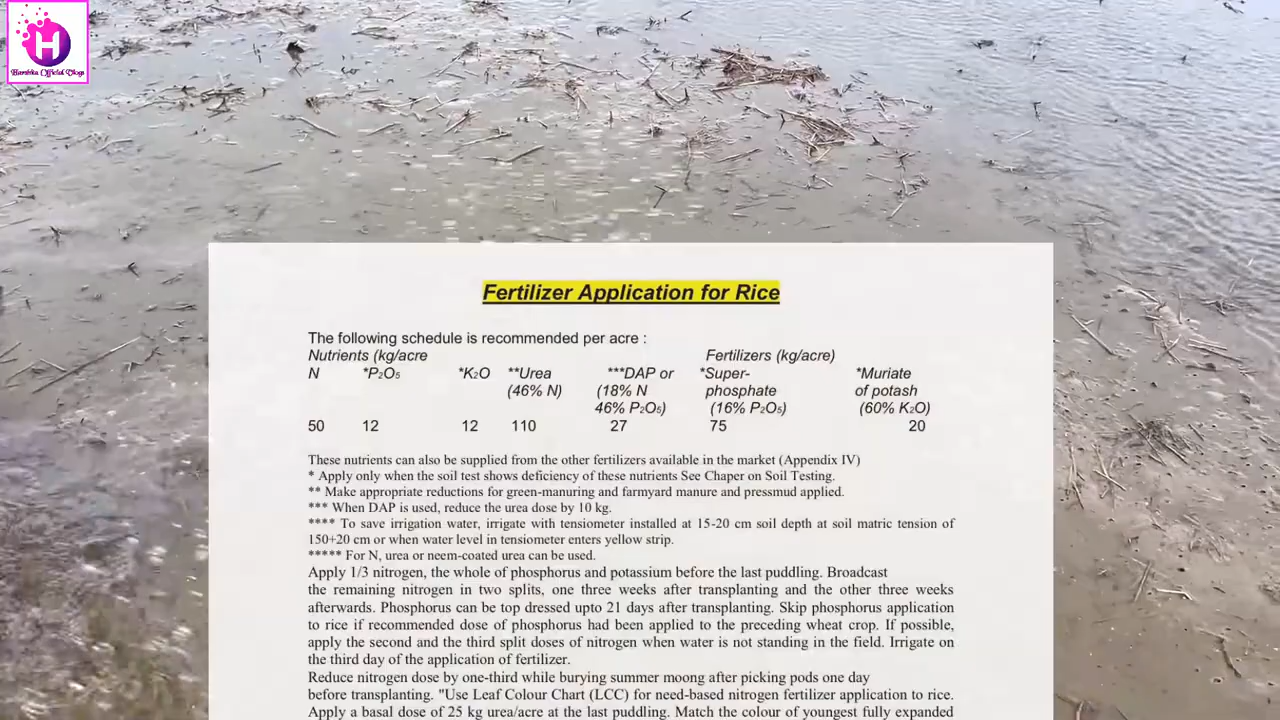 H
Harshka Official Vlogs
Fertilizer Application for Rice
The following schedule is recommended per acre :
Nutrients (kg/acre Fertilizers (kg/acre)
N *P2O5 *K2O **Urea ***DAP or *Super- *Muriate
(46% N) (18% N phosphate of potash
46% P2O5) (16% P2O5) (60% K2O)
50 12 12 110 27 75 20
These nutrients can also be supplied from the other fertilizers available in the market (Appendix IV)
* Apply only when the soil test shows deficiency of these nutrients See Chaper on Soil Testing.
** Make appropriate reductions for green-manuring and farmyard manure and pressmud applied.
*** When DAP is used, reduce the urea dose by 10 kg.
**** To save irrigation water, irrigate with tensiometer installed at 15-20 cm soil depth at soil matric tension of
150+20 cm or when water level in tensiometer enters yellow strip.
***** For N, urea or neem-coated urea can be used.
Apply 1/3 nitrogen, the whole of phosphorus and potassium before the last puddling. Broadcast
the remaining nitrogen in two splits, one three weeks after transplanting and the other three weeks
afterwards. Phosphorus can be top dressed upto 21 days after transplanting. Skip phosphorus application
to rice if recommended dose of phosphorus had been applied to the preceding wheat crop. If possible,
apply the second and the third split doses of nitrogen when water is not standing in the field. Irrigate on
the third day of the application of fertilizer.
Reduce nitrogen dose by one-third while burying summer moong after picking pods one day
before transplanting. "Use Leaf Colour Chart (LCC) for need-based nitrogen fertilizer application to rice.
Apply a basal dose of 25 kg urea/acre at the last puddling. Match the colour of youngest fully expanded